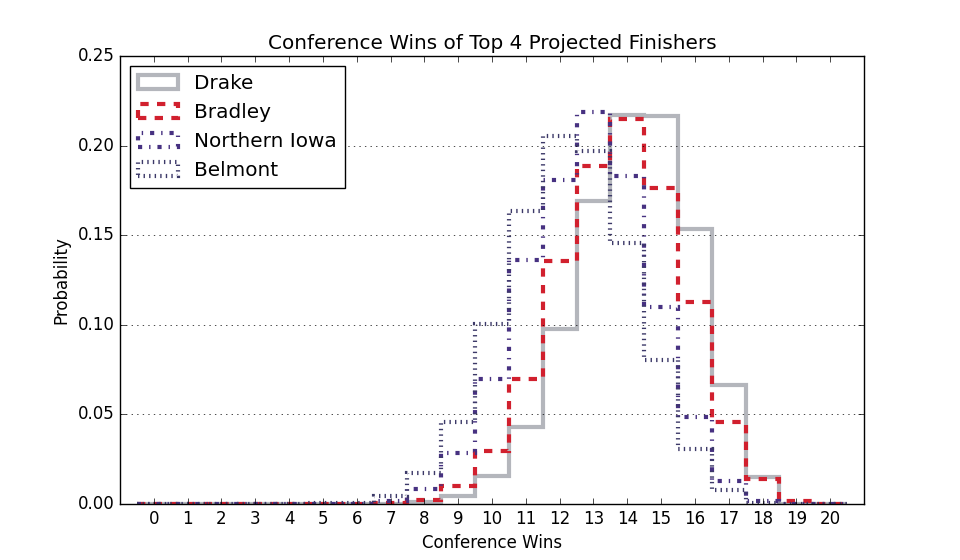 Conference Wins of Top 4 Projected Finishers
0.25
0.20
0.15
0.10
0.05
0.00
Probability
Drake
Bradley
Northern Iowa
Belmont
0 1 2 3 4 5 6 7 8 9 10 11 12 13 14 15 16 17 18 19 20
Conference Wins